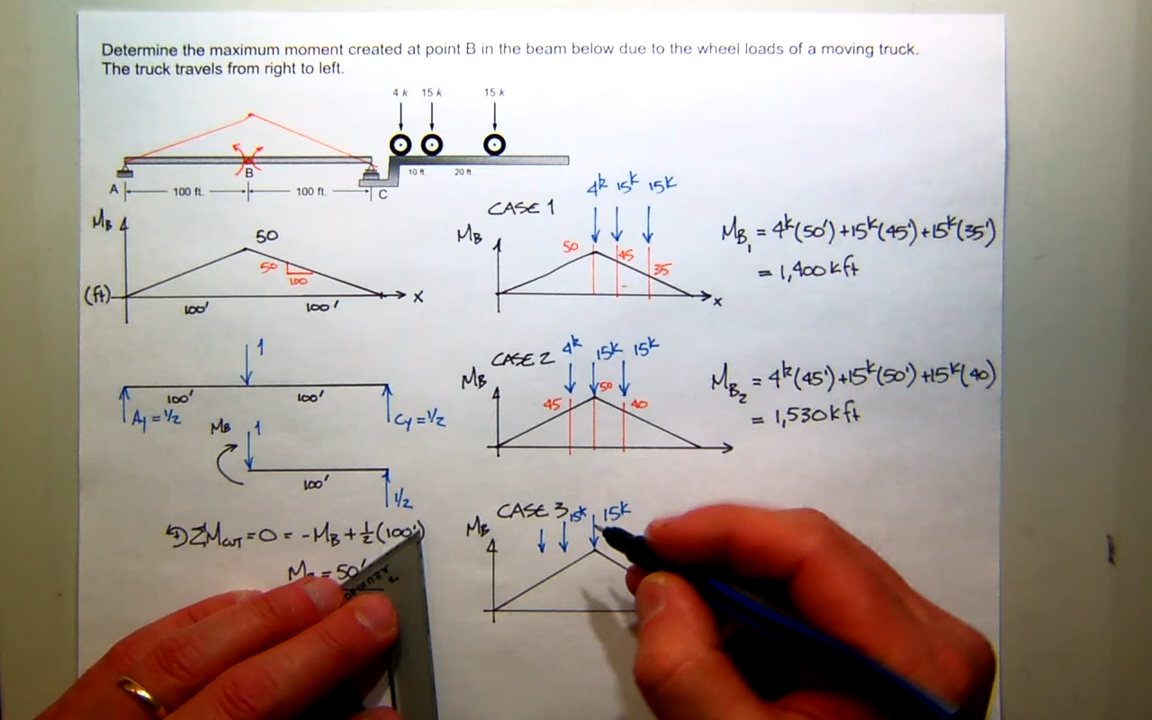 Determine the maximum moment created at point B in the beam below due to the wheel loads of a moving truck.
The truck travels from right to left.
4 k 15 k 15 k
A 100 ft. B 100 ft. C
10 ft. 20 ft.
MB
50
50
100
(ft)
100' 100' x
1
100' 100'
Ay = 1/2 Cy = 1/2
MB 1
100'
1/2
ΣMcut = 0 = -MB + 1/2 (100')
= 50'
CASE 1
4k 15k 15k
MB
50 45 35
x
MB1 = 4k(50') + 15k(45') + 15k(35')
= 1,400 kft
CASE 2
4k 15k 15k
MB
45 50 40
MB2 = 4k(45') + 15k(50') + 15k(40)
= 1,530 kft
CASE 3
15k 15k
MB